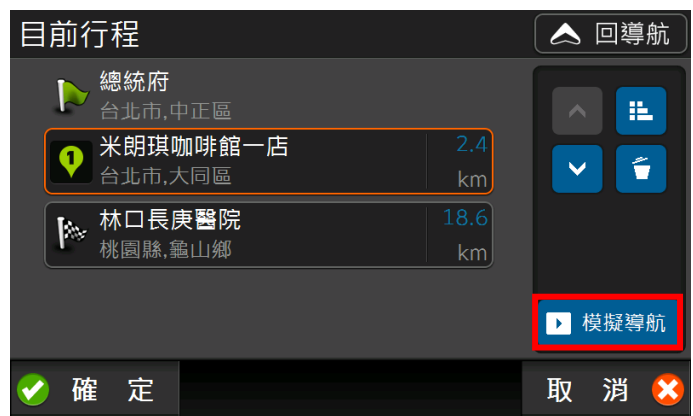 目前行程
回導航
總統府
台北市,中正區
1
米朗琪咖啡館一店
2.4
台北市,大同區
km
林口長庚醫院
18.6
桃園縣,龜山鄉
km
模擬導航
確 定
取 消